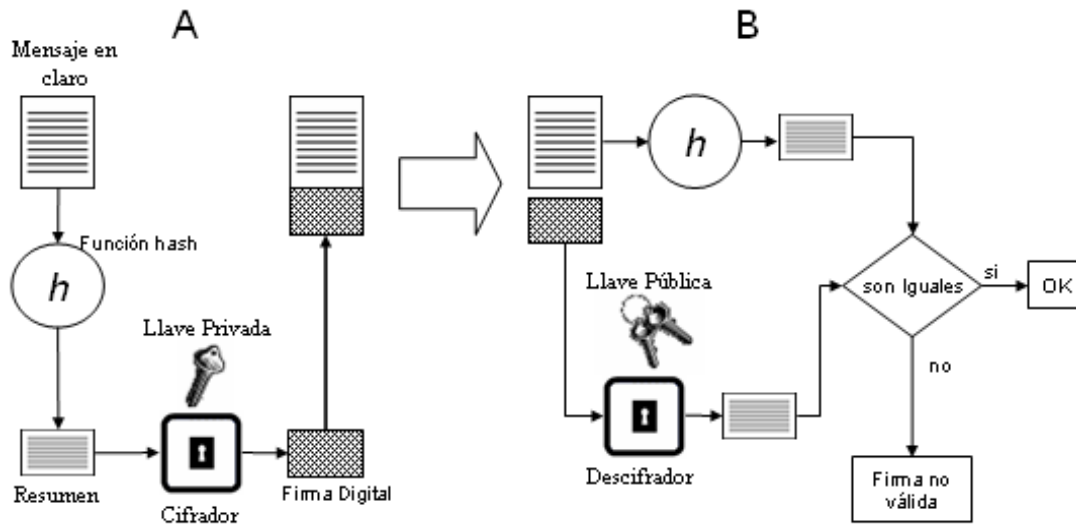 A
Mensaje en
claro
Función hash
h
Llave Privada
Resumen
Cifrador
Firma Digital
B
h
Llave Pública
Descifrador
son Iguales
si
OK
no
Firma no
válida